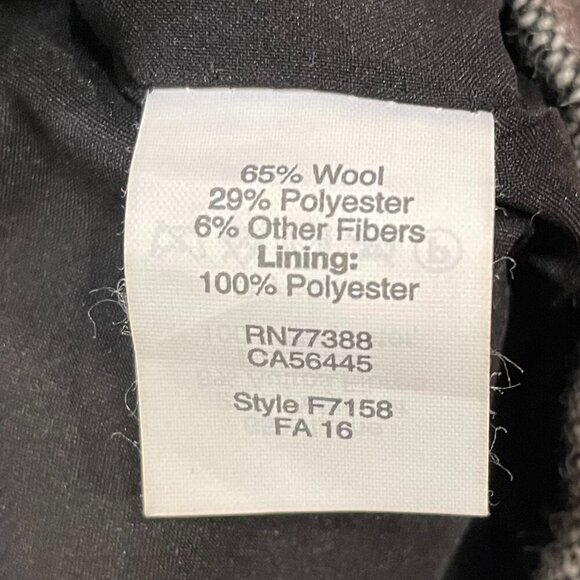 65% Wool
29% Polyester
6% Other Fibers
Lining:
100% Polyester
RN77388
CA56445
Style F7158
FA 16